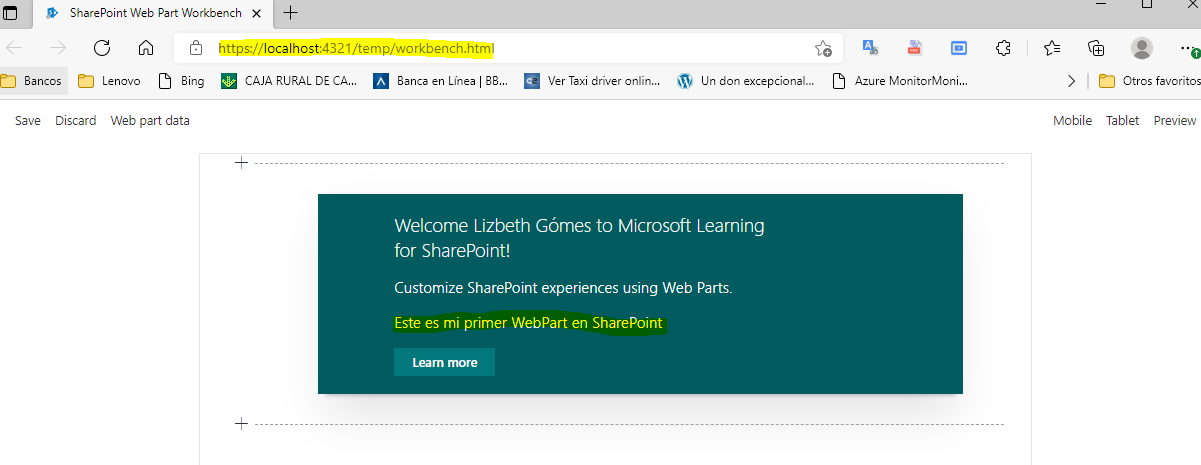 SharePoint Web Part Workbench
https://localhost:4321/temp/workbench.html
Bancos Lenovo Bing CAJA RURAL DE CA... Banca en Línea | BB... Ver Taxi driver onlin... Un don excepcional... Azure MonitorMoni... Otros favoritos
Save Discard Web part data Mobile Tablet Preview
Welcome Lizbeth Gómes to Microsoft Learning
for SharePoint!
Customize SharePoint experiences using Web Parts.
Este es mi primer WebPart en SharePoint
Learn more